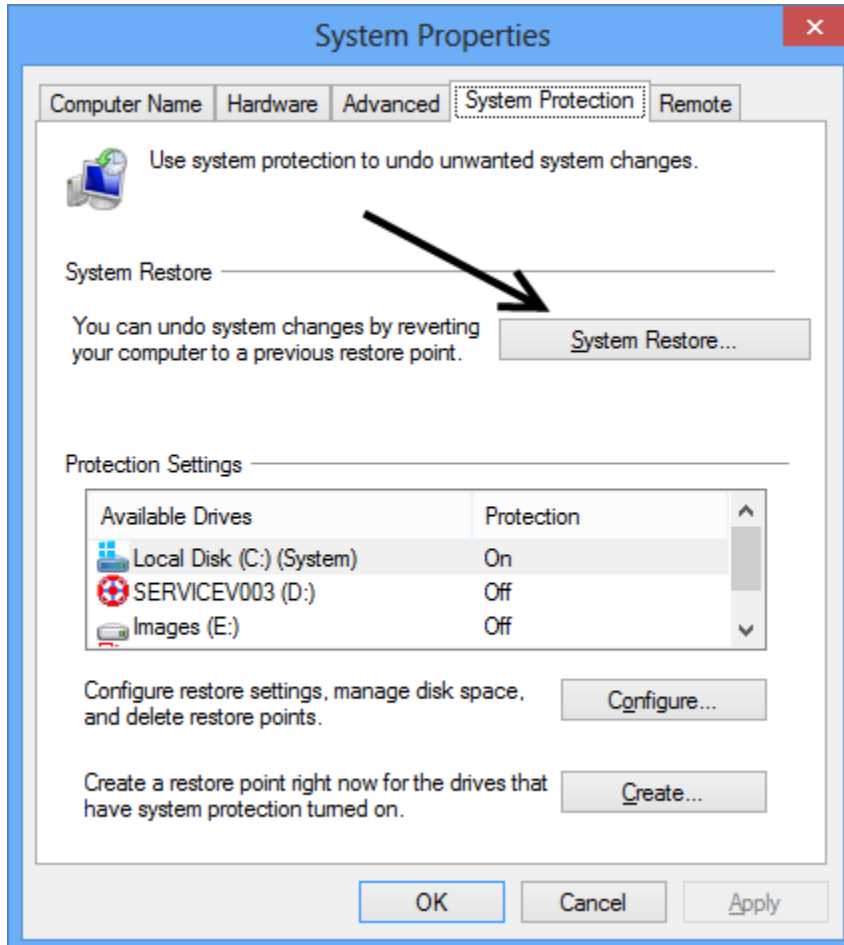 System Properties
Computer Name Hardware Advanced System Protection Remote
Use system protection to undo unwanted system changes.
System Restore
You can undo system changes by reverting
your computer to a previous restore point.
System Restore...
Protection Settings
Available Drives Protection
Local Disk (C:) (System) On
SERVICEV003 (D:) Off
Images (E:) Off
Configure restore settings, manage disk space,
and delete restore points.
Configure...
Create a restore point right now for the drives that
have system protection turned on.
Create...
OK Cancel Apply